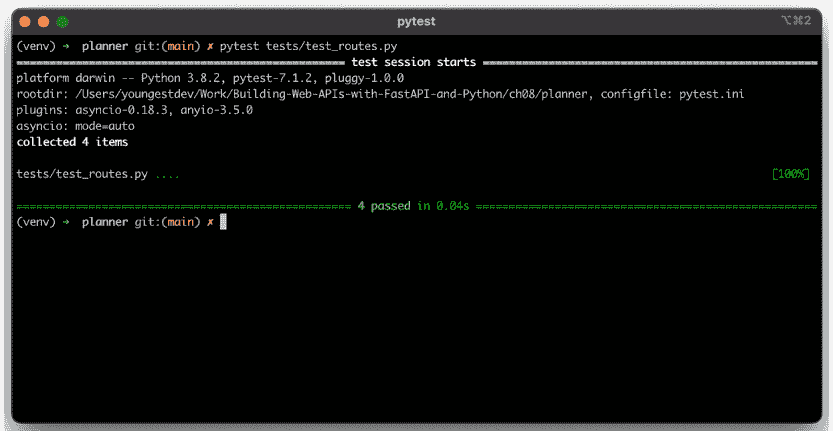 pytest
⌥⌘2
(venv) → planner git:(main) ✗ pytest tests/test_routes.py
============================= test session starts =============================
platform darwin -- Python 3.8.2, pytest-7.1.2, pluggy-1.0.0
rootdir: /Users/youngestdev/Work/Building-Web-APIs-with-FastAPI-and-Python/ch08/planner, configfile: pytest.ini
plugins: asyncio-0.18.3, anyio-3.5.0
asyncio: mode=auto
collected 4 items
tests/test_routes.py .... [100%]
============================= 4 passed in 0.04s =============================
(venv) → planner git:(main) ✗